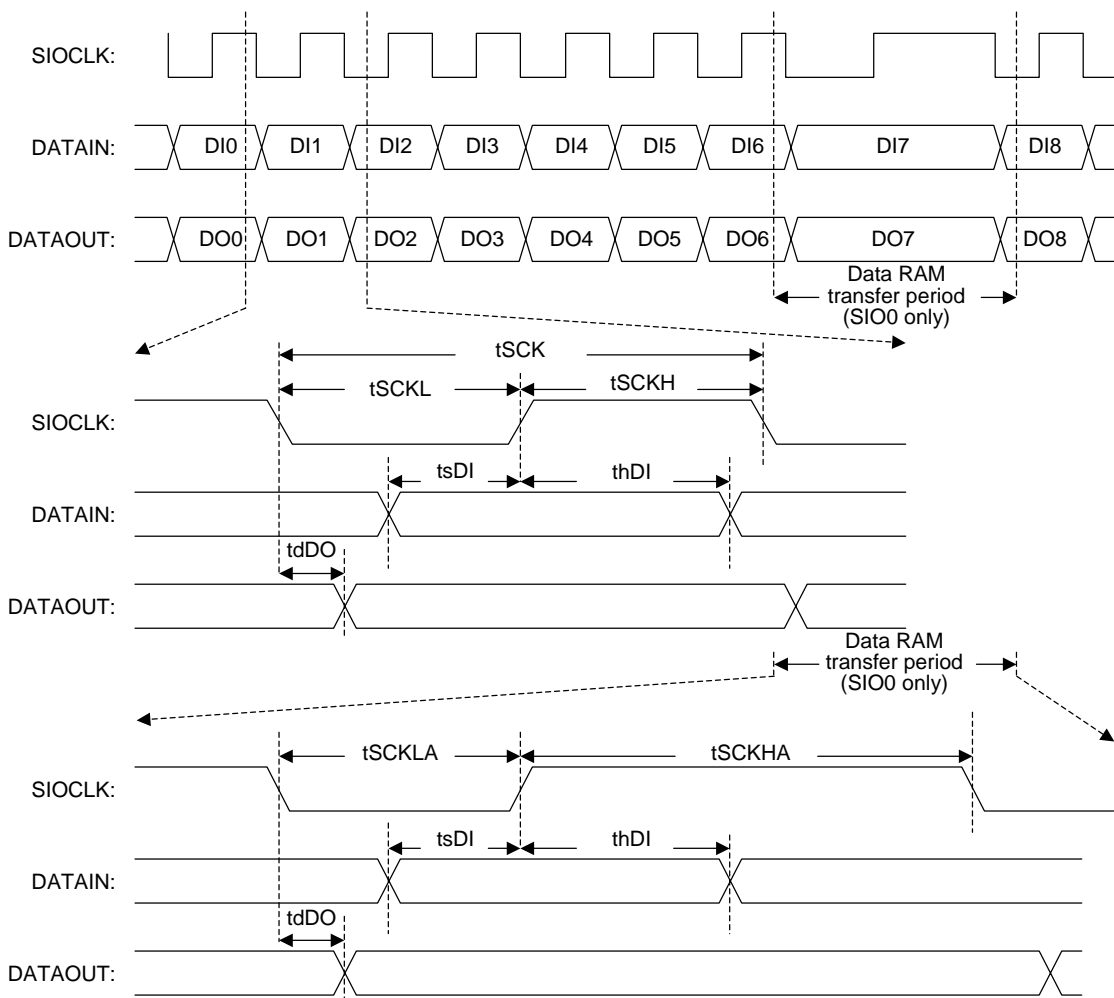 SIOCLK:
DATAIN: DI0 DI1 DI2 DI3 DI4 DI5 DI6 DI7 DI8
DATAOUT: DO0 DO1 DO2 DO3 DO4 DO5 DO6 DO7 DO8
Data RAM
transfer period
(SIO0 only)
tSCK
tSCKL tSCKH
SIOCLK:
tsDI thDI
DATAIN:
tdDO
DATAOUT:
Data RAM
transfer period
(SIO0 only)
tSCKLA tSCKHA
SIOCLK:
tsDI thDI
DATAIN:
tdDO
DATAOUT: